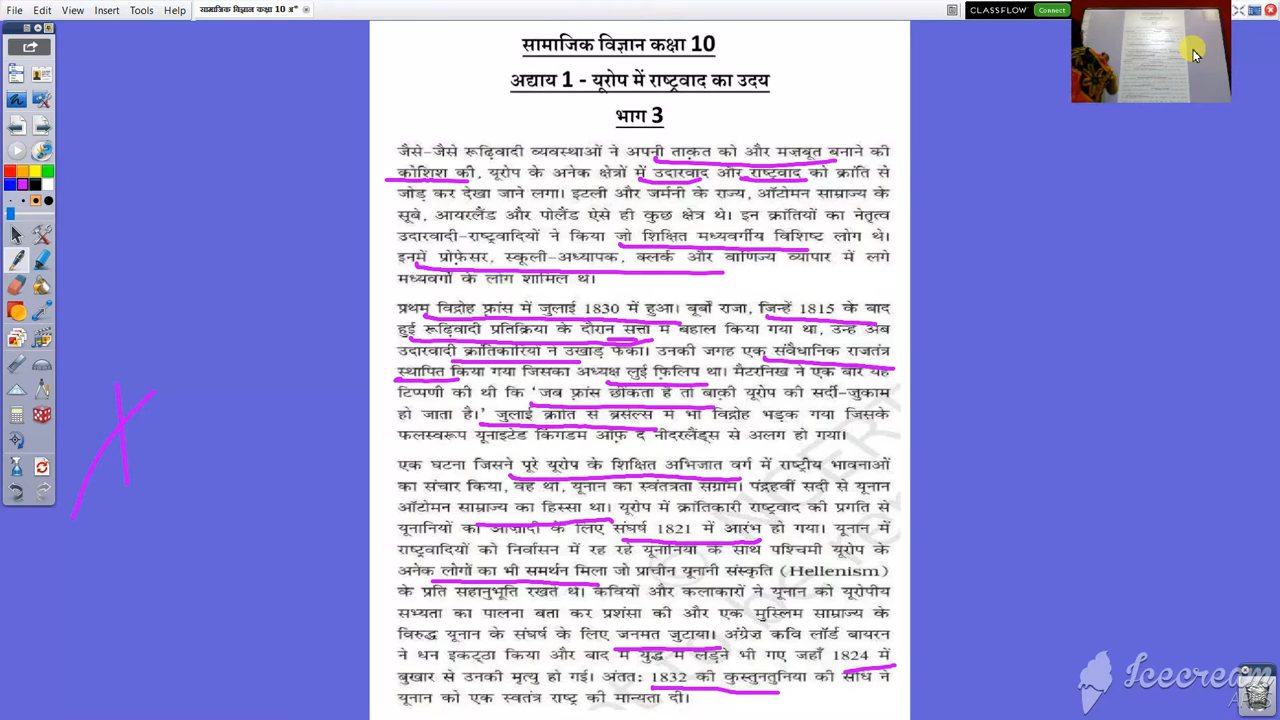 File Edit View Insert Tools Help
सामाजिक विज्ञान कक्षा 10 अ*
CLASSFLOW Connect
सामाजिक विज्ञान कक्षा 10
अद्याय 1 - यूरोप में राष्ट्रवाद का उदय
भाग 3
जैसे-जैसे रूढ़िवादी व्यवस्थाओं ने अपनी ताक़त को और मजबूत बनाने की
कोशिश की, यूरोप के अनेक क्षेत्रों में उदारवाद और राष्ट्रवाद को क्रांति से
जोड़ कर देखा जाने लगा। इटली और जर्मनी के राज्य, ऑटोमन साम्राज्य के
सूबे, आयरलैंड और पोलैंड ऐसे ही कुछ क्षेत्र थे। इन क्रांतियों का नेतृत्व
उदारवादी-राष्ट्रवादियों ने किया जो शिक्षित मध्यवर्गीय विशिष्ट लोग थे।
इनमें प्रोफ़ेसर, स्कूली-अध्यापक, क्लर्क और वाणिज्य व्यापार में लगे
मध्यवर्गों के लोग शामिल थे।
प्रथम विद्रोह फ़्रांस में जुलाई 1830 में हुआ। बूर्बों राजा, जिन्हें 1815 के बाद
हुई रूढ़िवादी प्रतिक्रिया के दौरान सत्ता में बहाल किया गया था, उन्हें अब
उदारवादी क्रांतिकारियों ने उखाड़ फेंका। उनकी जगह एक संवैधानिक राजतंत्र
स्थापित किया गया जिसका अध्यक्ष लुई फिलिप था। मैटरनिख ने एक बार यह
टिप्पणी की थी कि ‘जब फ़्रांस छींकता है तो बाक़ी यूरोप की सर्दी-जुकाम
हो जाता है।’ जुलाई क्रांति से ब्रसेल्स में भी विद्रोह भड़क गया जिसके
फलस्वरूप यूनाइटेड किंगडम ऑफ़ द नीदरलैंड्स से अलग हो गया।
एक घटना जिसने पूरे यूरोप के शिक्षित अभिजात वर्ग में राष्ट्रीय भावनाओं
का संचार किया, वह था, यूनान का स्वतंत्रता संग्राम। पंद्रहवीं सदी से यूनान
ऑटोमन साम्राज्य का हिस्सा था। यूरोप में क्रांतिकारी राष्ट्रवाद की प्रगति से
यूनानियों का आज़ादी के लिए संघर्ष 1821 में आरंभ हो गया। यूनान में
राष्ट्रवादियों को निर्वासन में रह रहे यूनानियों के साथ पश्चिमी यूरोप के
अनेक लोगों का भी समर्थन मिला जो प्राचीन यूनानी संस्कृति (Hellenism)
के प्रति सहानुभूति रखते थे। कवियों और कलाकारों ने यूनान को यूरोपीय
सभ्यता का पालना बता कर प्रशंसा की और एक मुस्लिम साम्राज्य के
विरुद्ध यूनान के संघर्ष के लिए जनमत जुटाया। अंग्रेज़ कवि लॉर्ड बायरन
ने धन इकट्ठा किया और बाद में युद्ध में लड़ने भी गए जहाँ 1824 में
बुखार से उनकी मृत्यु हो गई। अंतत: 1832 की कुस्तुनतुनिया की संधि ने
यूनान को एक स्वतंत्र राष्ट्र की मान्यता दी।
Icecream